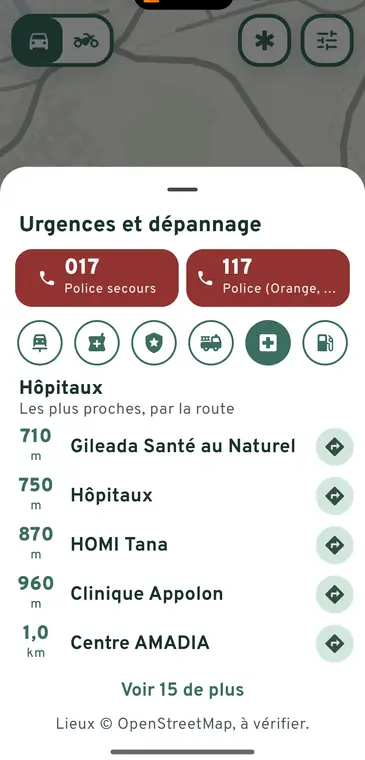 Urgences et dépannage
017
Police secours
117
Police (Orange, ...
Hôpitaux
Les plus proches, par la route
710
m
Gileada Santé au Naturel
750
m
Hôpitaux
870
m
HOMI Tana
960
m
Clinique Appolon
1,0
km
Centre AMADIA
Voir 15 de plus
Lieux © OpenStreetMap, à vérifier.